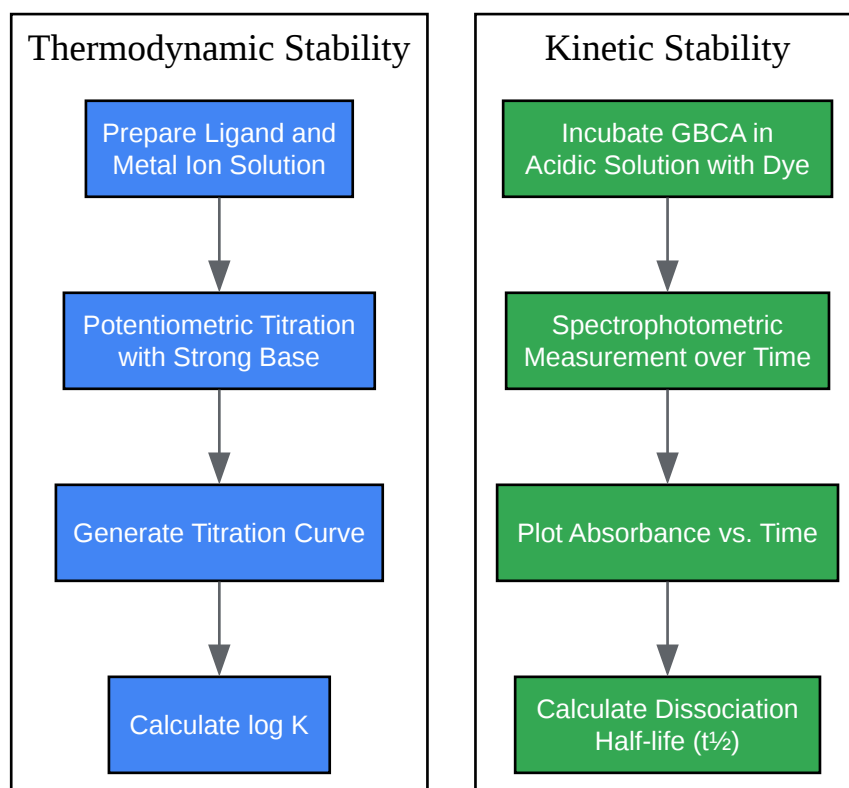 Thermodynamic Stability
Prepare Ligand and
Metal Ion Solution
Potentiometric Titration
with Strong Base
Generate Titration Curve
Calculate log K
Kinetic Stability
Incubate GBCA in
Acidic Solution with Dye
Spectrophotometric
Measurement over Time
Plot Absorbance vs. Time
Calculate Dissociation
Half-life (t½)